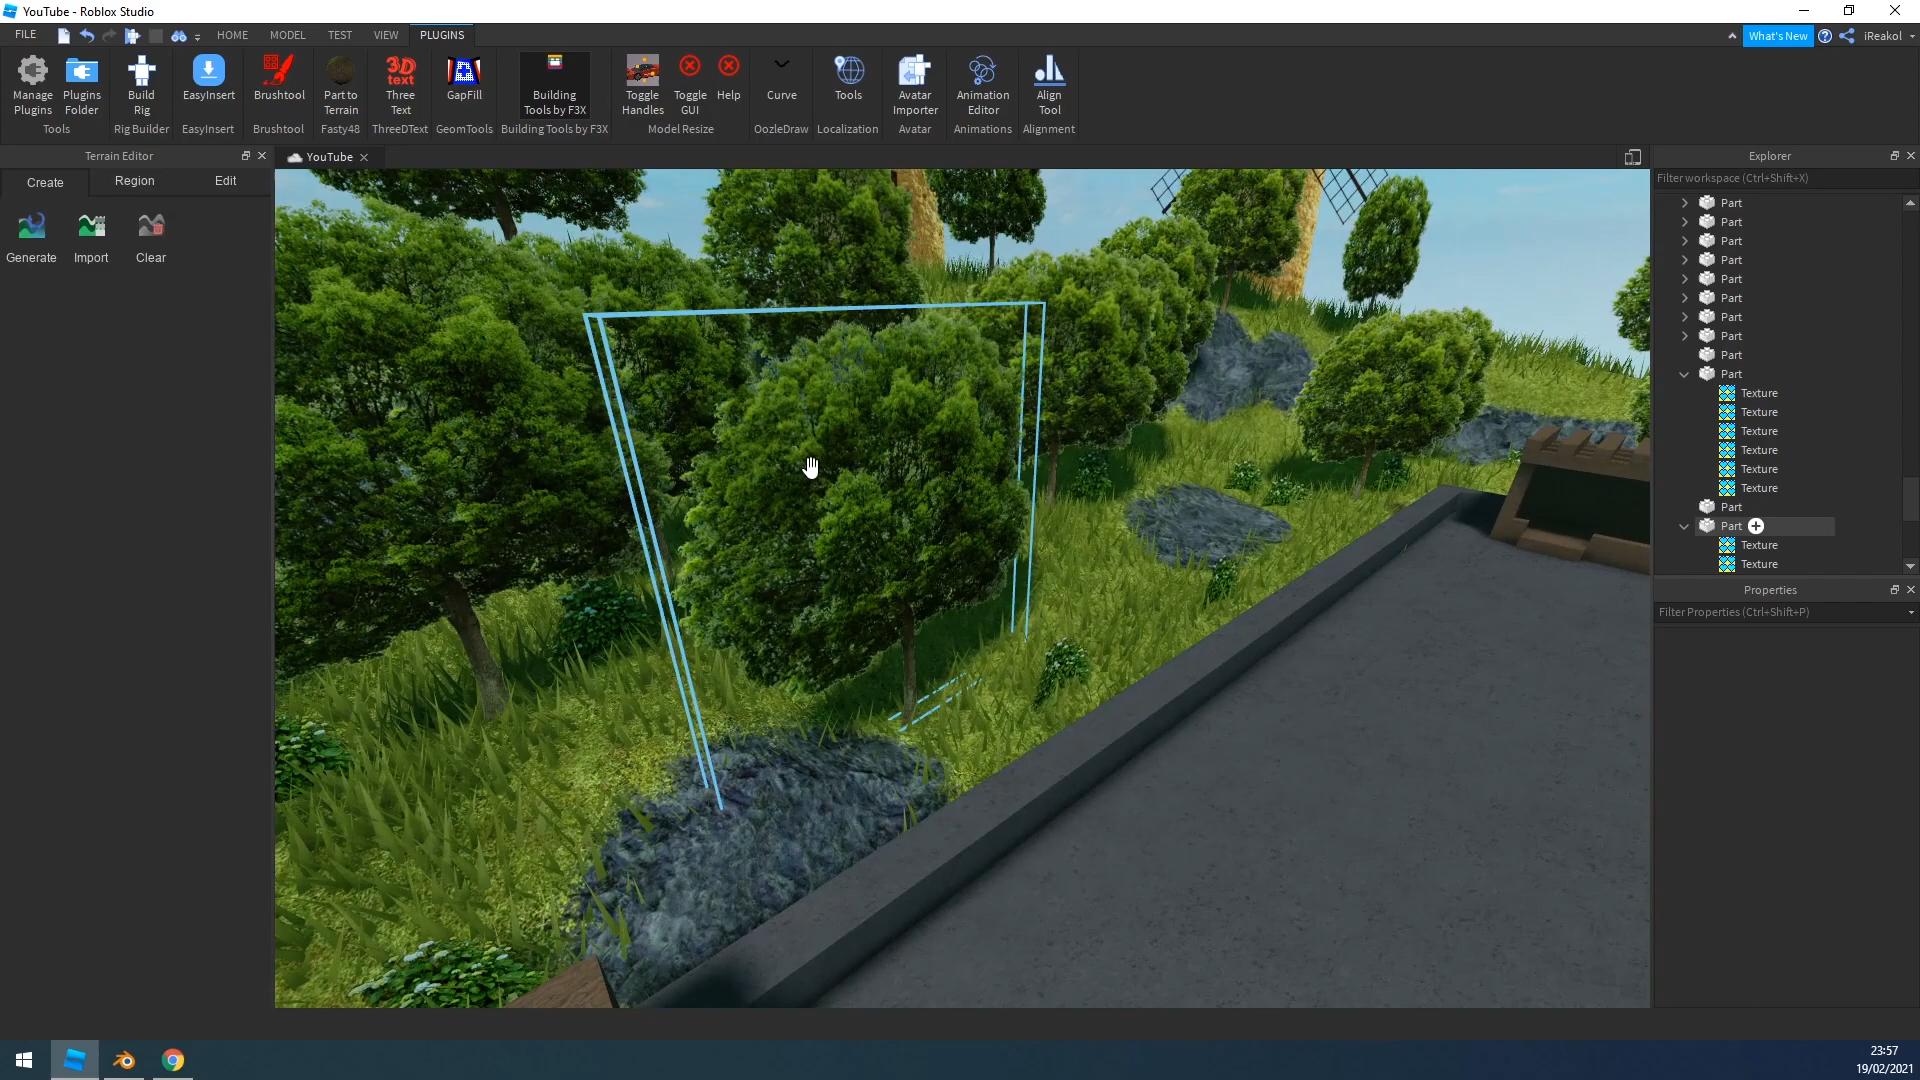 YouTube - Roblox Studio
FILE HOME MODEL TEST VIEW PLUGINS What's New iReakol
Manage Plugins
Plugins Folder
Tools
Build Rig
Rig Builder
EasyInsert
EasyInsert
Brushtool
Brushtool
Part to Terrain
Fasty48
3D text
Three Text
ThreeDText
GapFill
GeomTools
Building Tools by F3X
Building Tools by F3X
Toggle Handles
Toggle GUI
Help
Model Resize
Curve
OozleDraw
Tools
Localization
Avatar Importer
Avatar
Animation Editor
Animations
Align Tool
Alignment
Terrain Editor
Create Region Edit
Generate Import Clear
YouTube
Explorer
Filter workspace (Ctrl+Shift+X)
Part
Part
Part
Part
Part
Part
Part
Part
Part
Part
Texture
Texture
Texture
Texture
Texture
Texture
Part
Part
Texture
Texture
Properties
Filter Properties (Ctrl+Shift+P)
23:57
19/02/2021